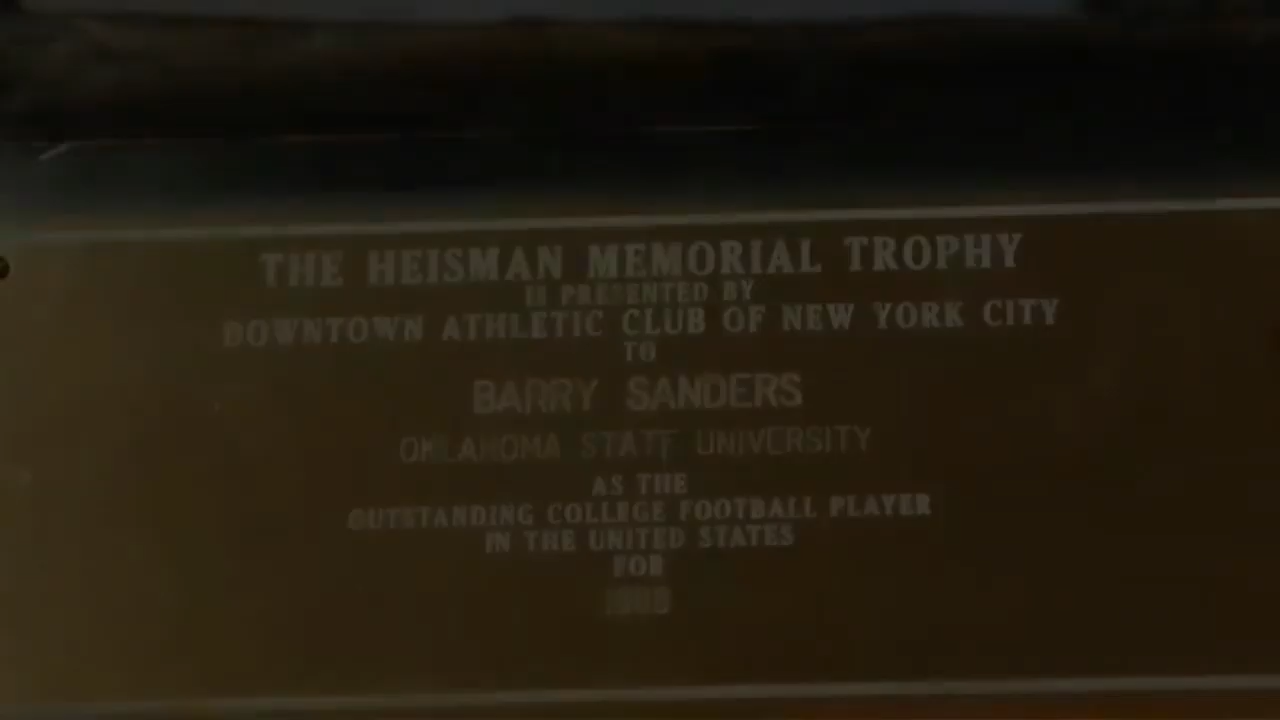 THE HEISMAN MEMORIAL TROPHY
IS PRESENTED BY
DOWNTOWN ATHLETIC CLUB OF NEW YORK CITY
TO
BARRY SANDERS
OKLAHOMA STATE UNIVERSITY
AS THE
OUTSTANDING COLLEGE FOOTBALL PLAYER
IN THE UNITED STATES
FOR